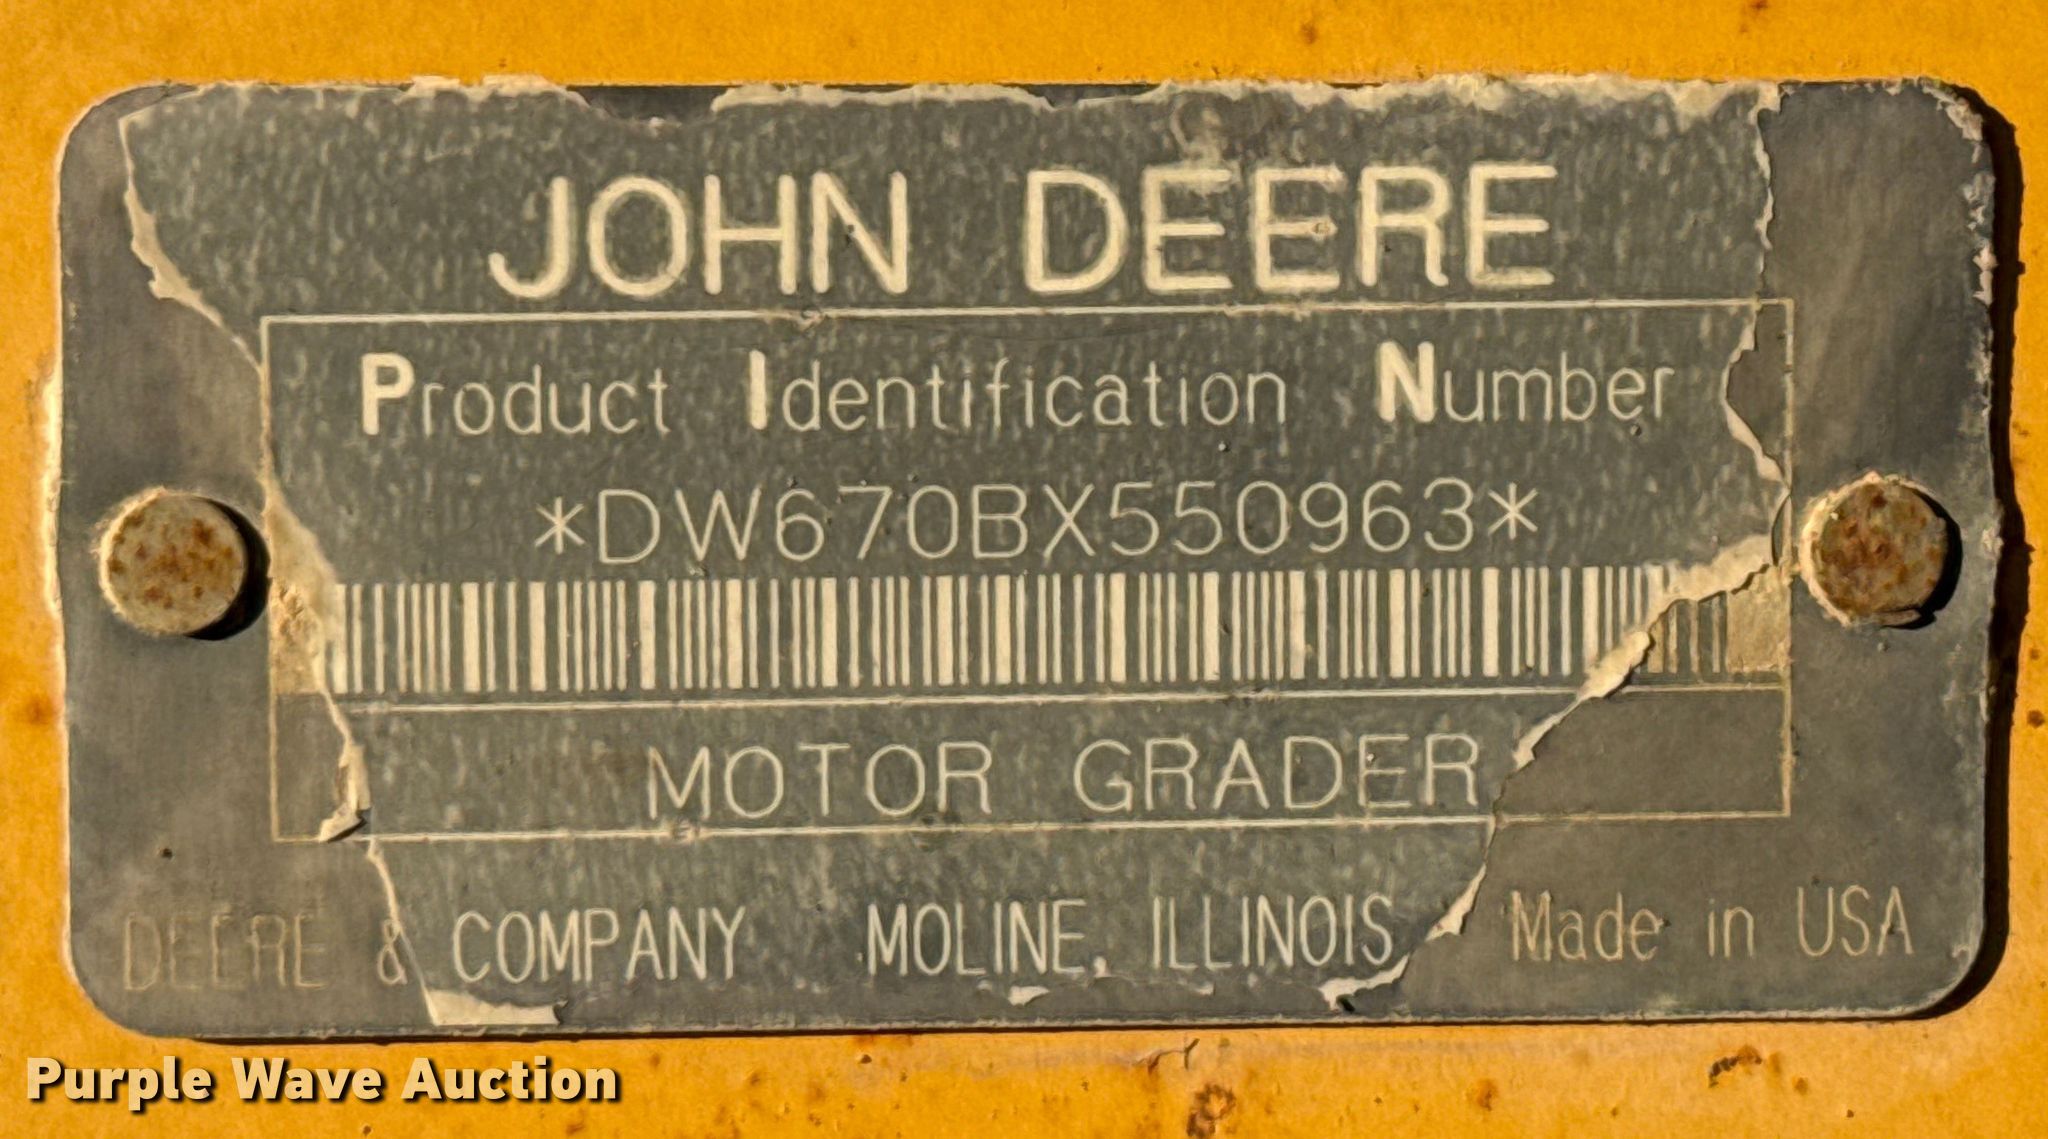 JOHN DEERE
Product Identification Number
*DW670BX550963*
MOTOR GRADER
DEERE & COMPANY MOLINE, ILLINOIS Made in USA
Purple Wave Auction